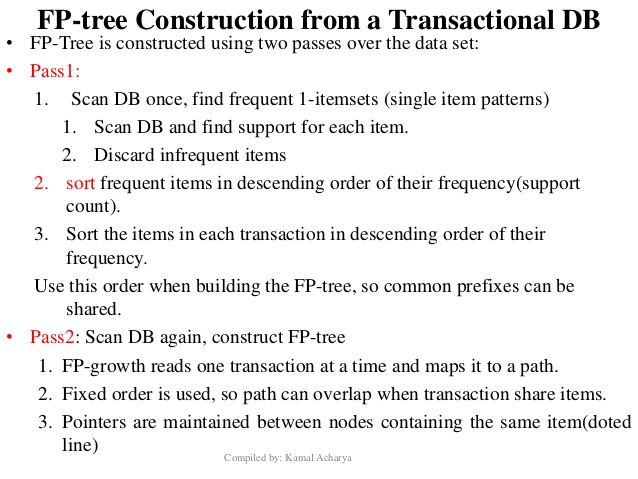 FP-tree Construction from a Transactional DB
• FP-Tree is constructed using two passes over the data set:
• Pass1:
1. Scan DB once, find frequent 1-itemsets (single item patterns)
1. Scan DB and find support for each item.
2. Discard infrequent items
2. sort frequent items in descending order of their frequency(support
count).
3. Sort the items in each transaction in descending order of their
frequency.
Use this order when building the FP-tree, so common prefixes can be
shared.
• Pass2: Scan DB again, construct FP-tree
1. FP-growth reads one transaction at a time and maps it to a path.
2. Fixed order is used, so path can overlap when transaction share items.
3. Pointers are maintained between nodes containing the same item(doted
line)
Compiled by: Kamal Acharya